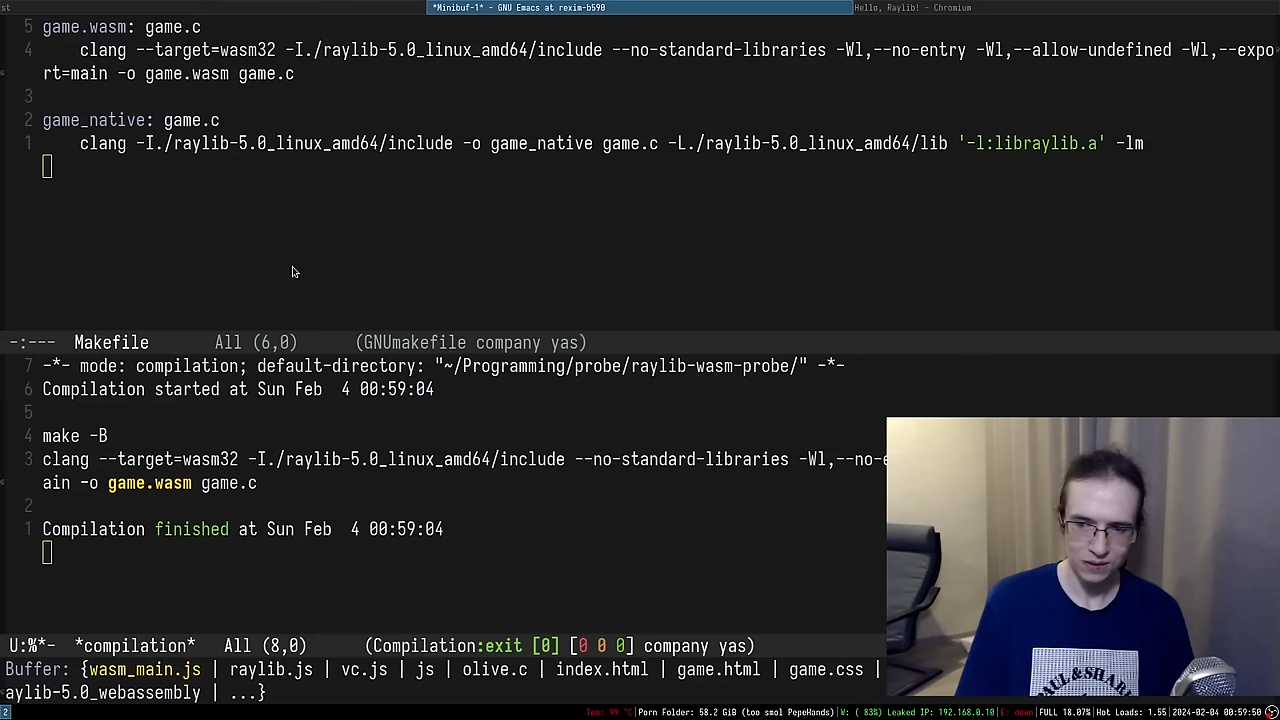 st
*Minibuf-1* - GNU Emacs at rexim-b590
Hello, Raylib! - Chromium
5 game.wasm: game.c
4 clang --target=wasm32 -I./raylib-5.0_linux_amd64/include --no-standard-libraries -Wl,--no-entry -Wl,--allow-undefined -Wl,--expo
rt=main -o game.wasm game.c
3
2 game_native: game.c
1 clang -I./raylib-5.0_linux_amd64/include -o game_native game.c -L./raylib-5.0_linux_amd64/lib '-l:libraylib.a' -lm
-:--- Makefile All (6,0) (GNUmakefile company yas)
7 -*- mode: compilation; default-directory: "~/Programming/probe/raylib-wasm-probe/" -*-
6 Compilation started at Sun Feb 4 00:59:04
5
4 make -B
3 clang --target=wasm32 -I./raylib-5.0_linux_amd64/include --no-standard-libraries -Wl,--no-e
ain -o game.wasm game.c
2
1 Compilation finished at Sun Feb 4 00:59:04
U:%*- *compilation* All (8,0) (Compilation:exit [0] [0 0 0] company yas)
Buffer: {wasm_main.js | raylib.js | vc.js | js | olive.c | index.html | game.html | game.css |
aylib-5.0_webassembly | ...}
PAUL & SHAR
2 Tea: 99 °C|Porn Folder: 58.2 GiB (too smol PepeHands)|W: ( 83%) Leaked IP: 192.168.0.10|E: down|FULL 18.07%|Hot Loads: 1.55|2024-02-04 00:59:50